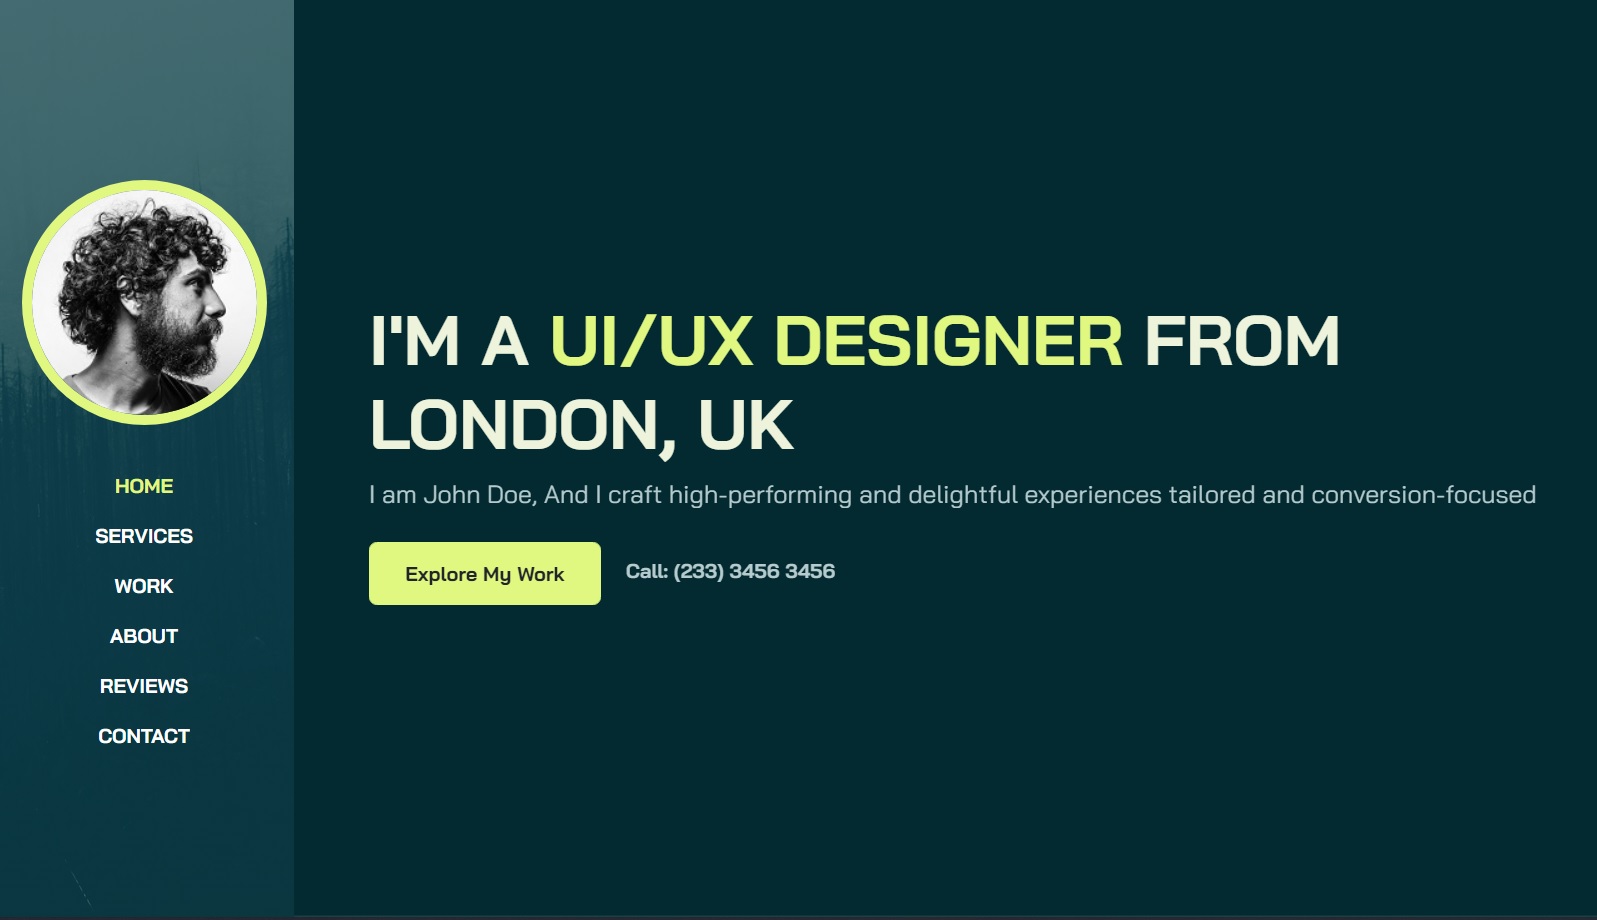 HOME
SERVICES
WORK
ABOUT
REVIEWS
CONTACT
I'M A UI/UX DESIGNER FROM
LONDON, UK
I am John Doe, And I craft high-performing and delightful experiences tailored and conversion-focused
Explore My Work
Call: (233) 3456 3456